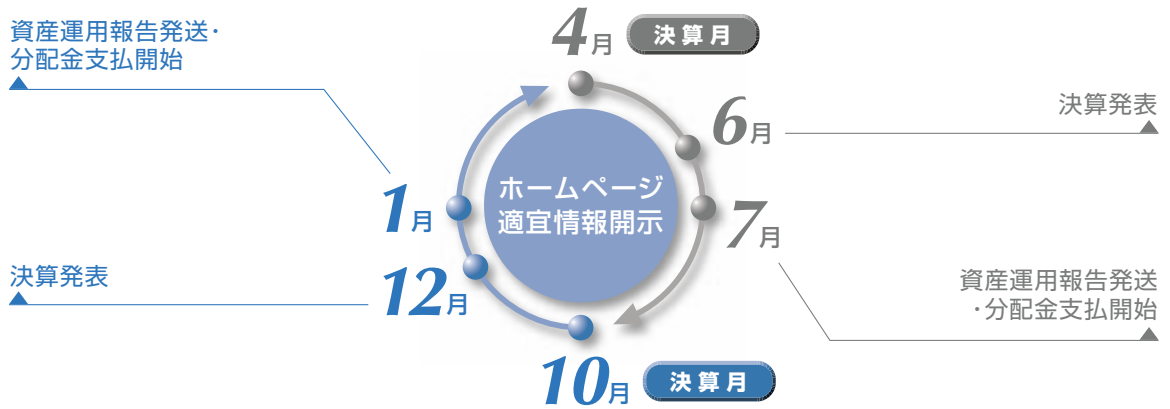 資産運用報告発送・
分配金支払開始
4月 決算月
6月
決算発表
ホームページ
適宜情報開示
1月
7月
決算発表
12月
資産運用報告発送
・分配金支払開始
10月 決算月